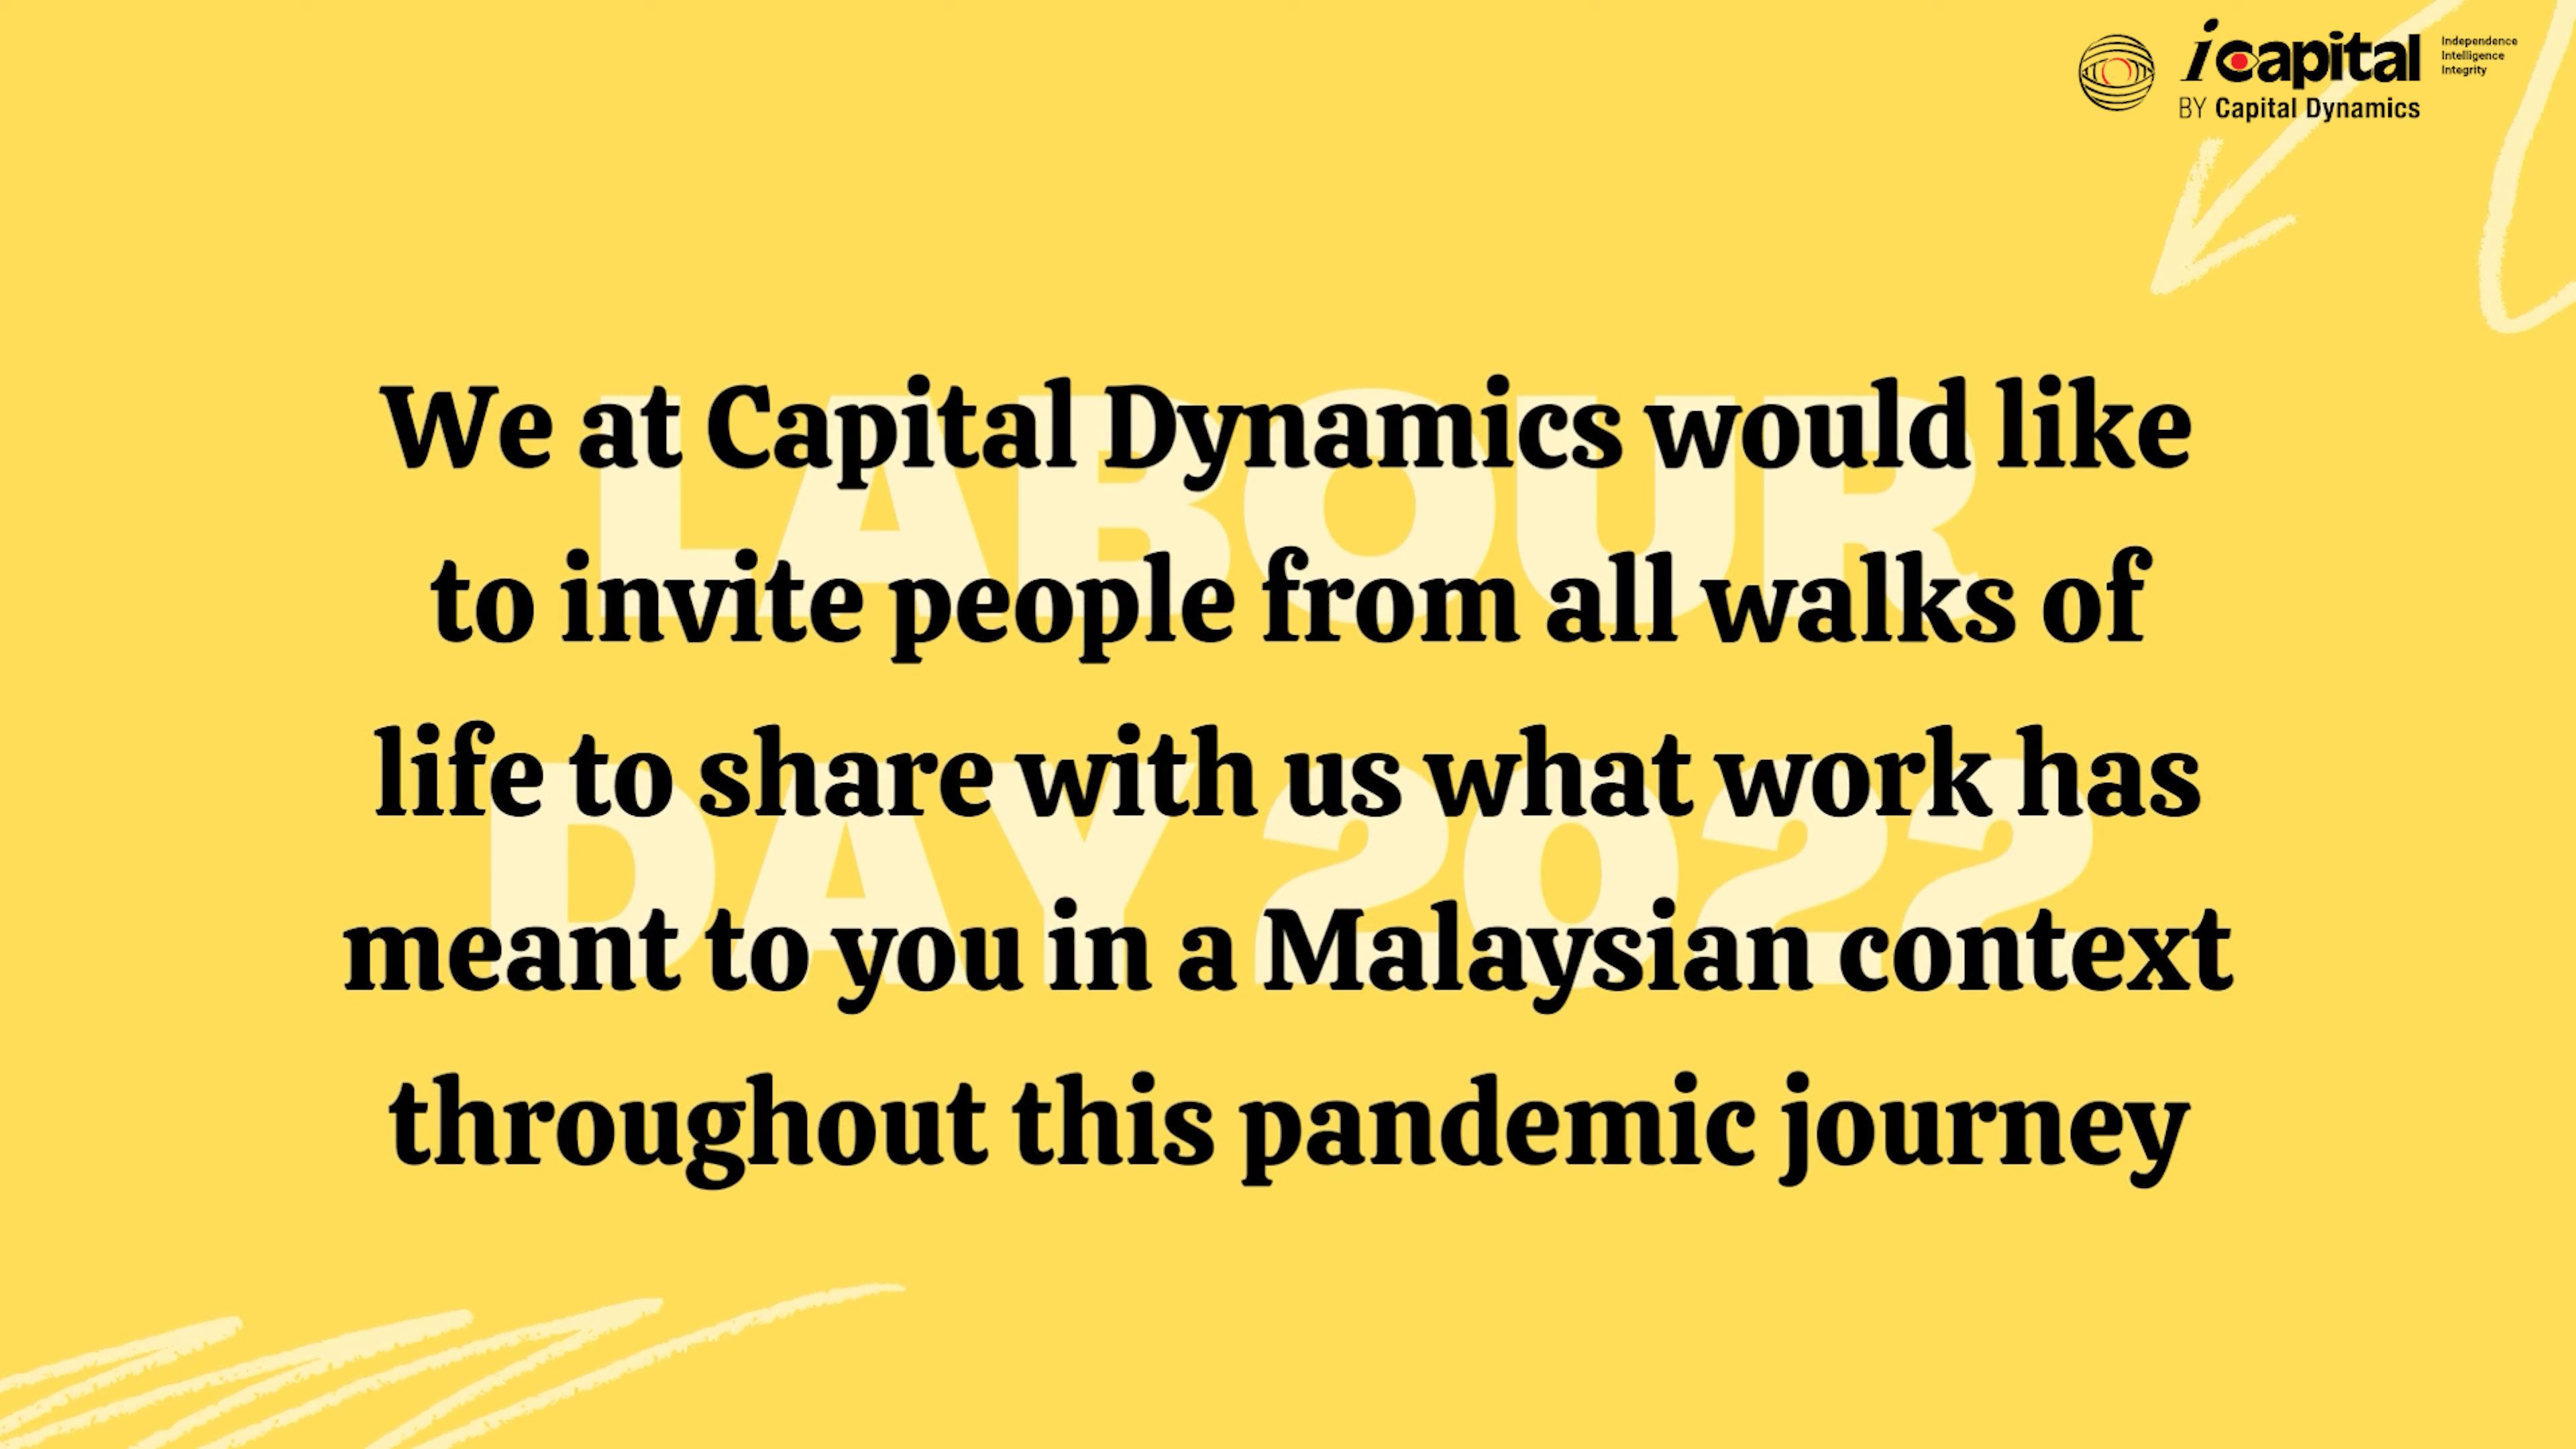 icapital
BY Capital Dynamics
Independence
Intelligence
Integrity
LABOUR
DAY 2022
We at Capital Dynamics would like
to invite people from all walks of
life to share with us what work has
meant to you in a Malaysian context
throughout this pandemic journey